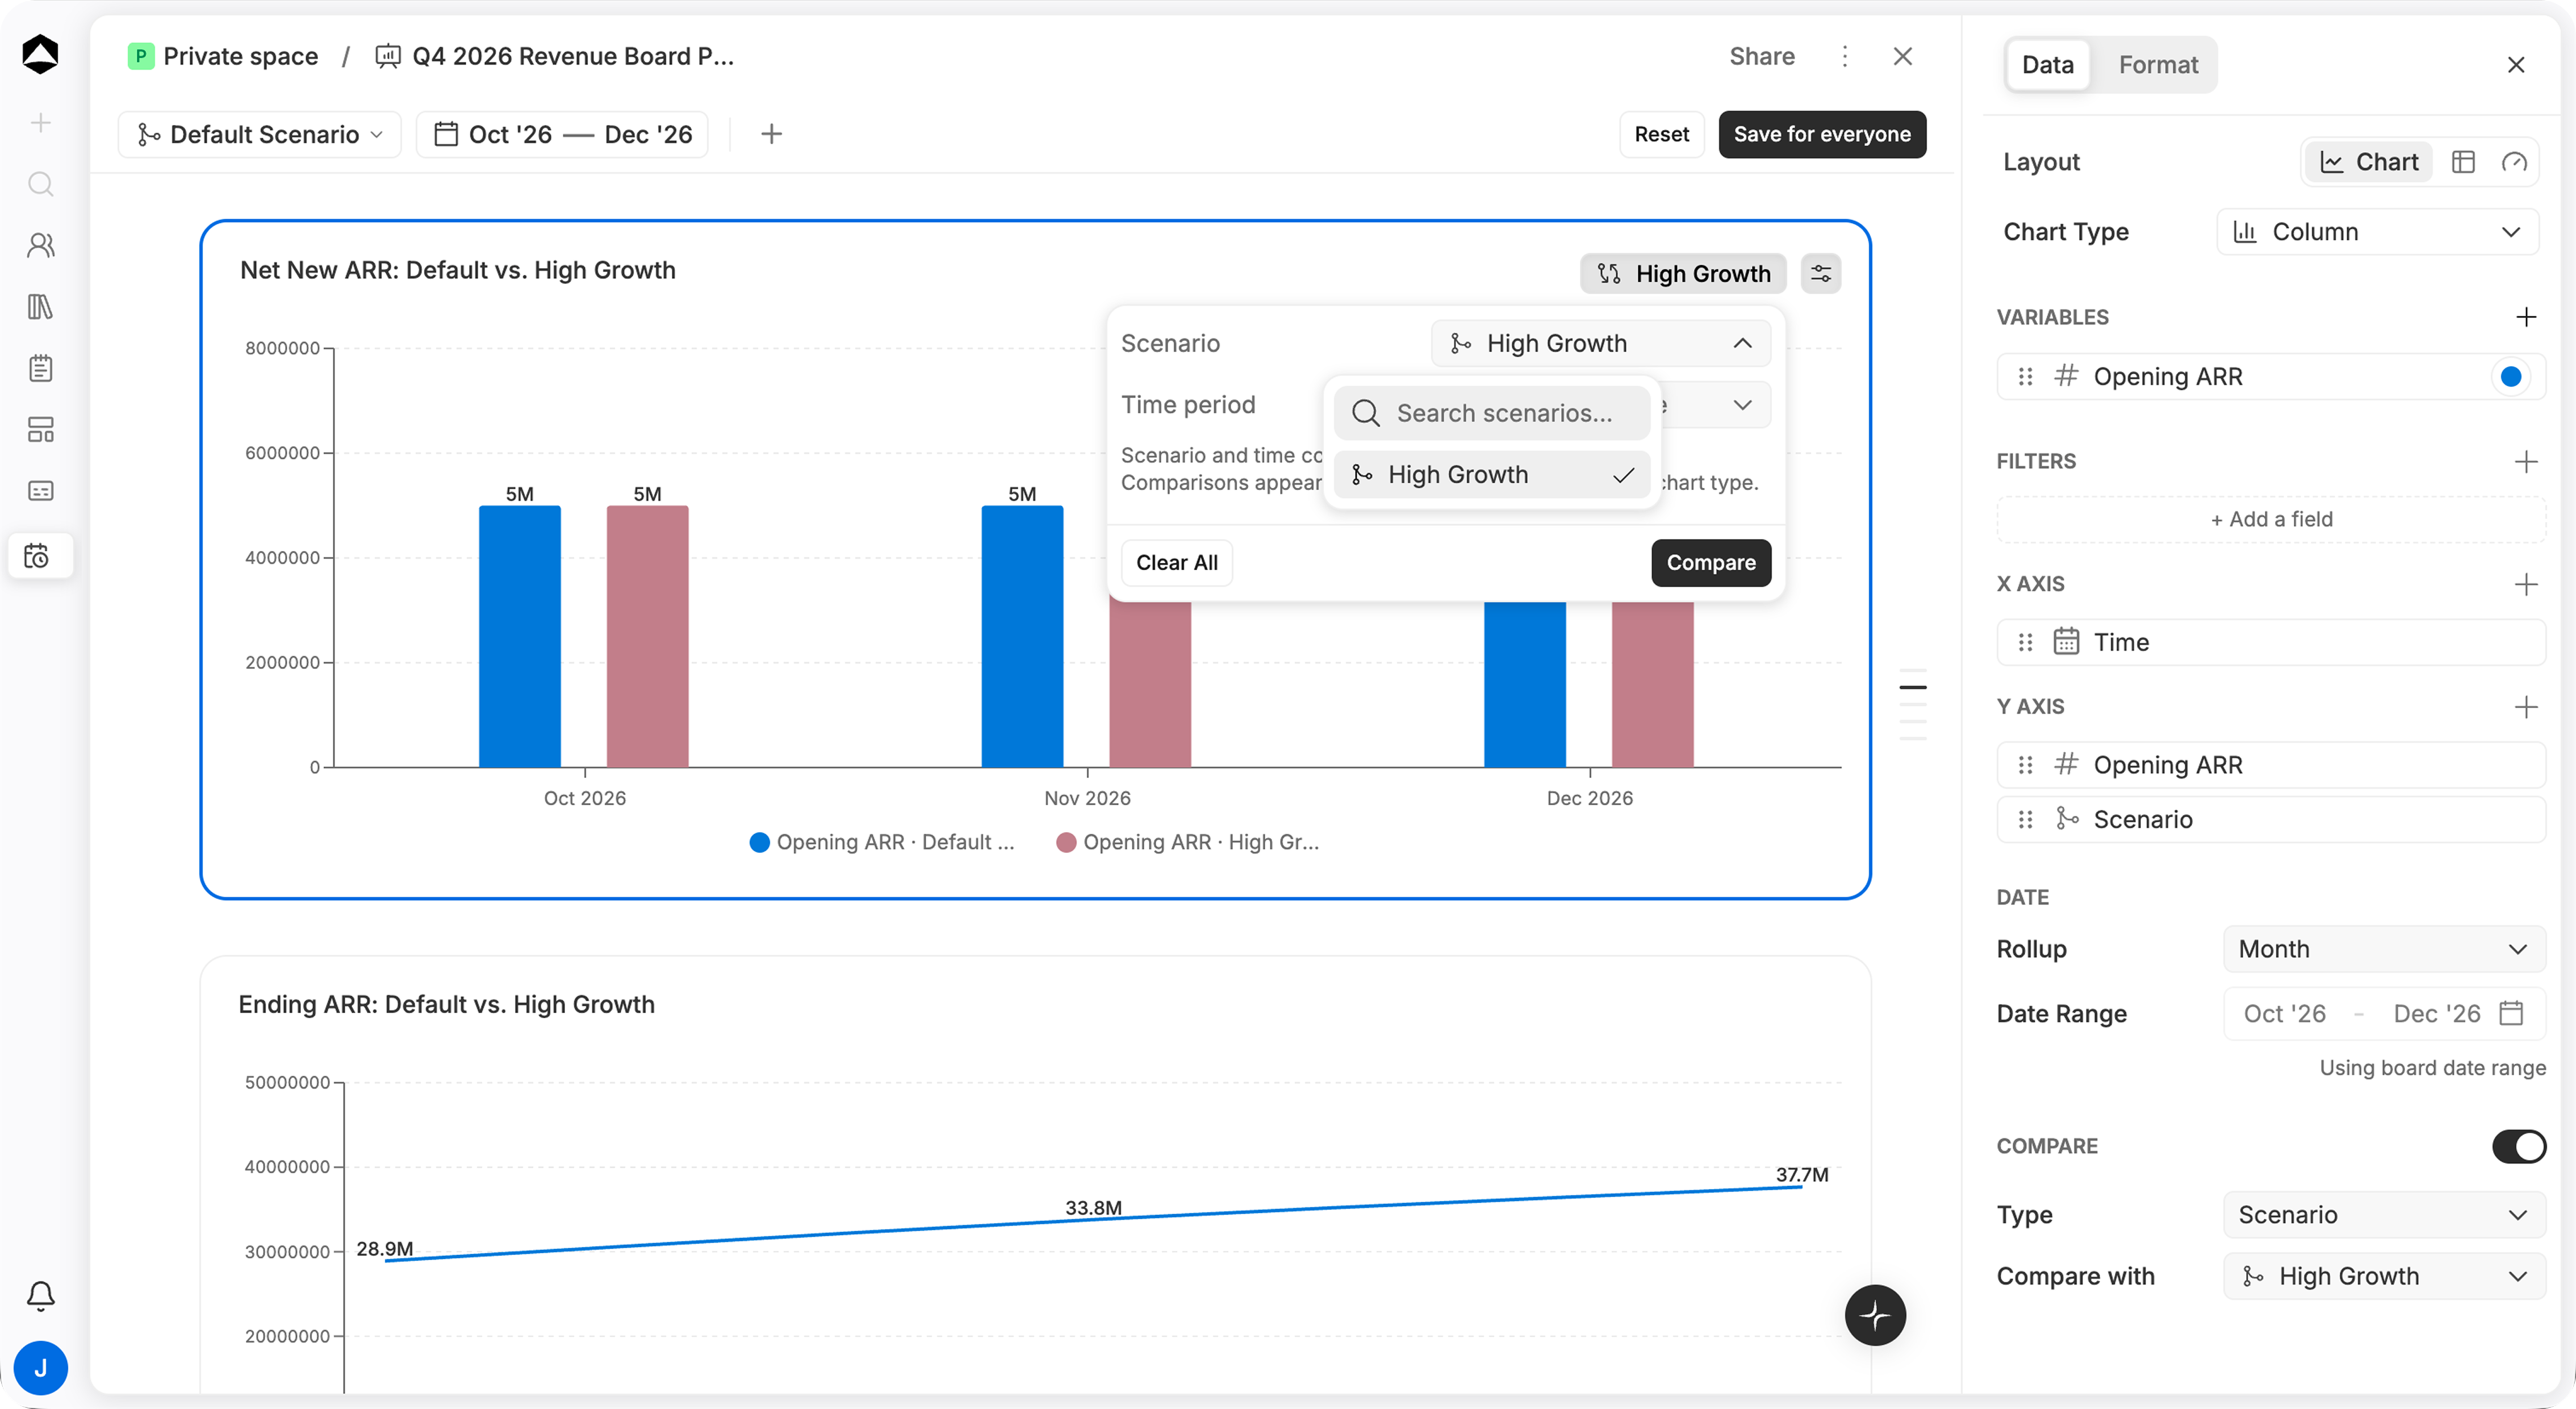 P Private space / Q4 2026 Revenue Board P...
Share
Default Scenario
Oct '26 — Dec '26
Reset
Save for everyone
Net New ARR: Default vs. High Growth
High Growth
Scenario
High Growth
Time period
Search scenarios...
High Growth
Scenario and time co
Comparisons appear
chart type.
Clear All
Compare
8000000
6000000
4000000
2000000
0
5M
5M
5M
Oct 2026
Nov 2026
Dec 2026
Opening ARR · Default ...
Opening ARR · High Gr...
Ending ARR: Default vs. High Growth
50000000
40000000
30000000
20000000
28.9M
33.8M
37.7M
J
Data
Format
Layout
Chart
Chart Type
Column
VARIABLES
Opening ARR
FILTERS
+ Add a field
X AXIS
Time
Y AXIS
Opening ARR
Scenario
DATE
Rollup
Month
Date Range
Oct '26 - Dec '26
Using board date range
COMPARE
Type
Scenario
Compare with
High Growth